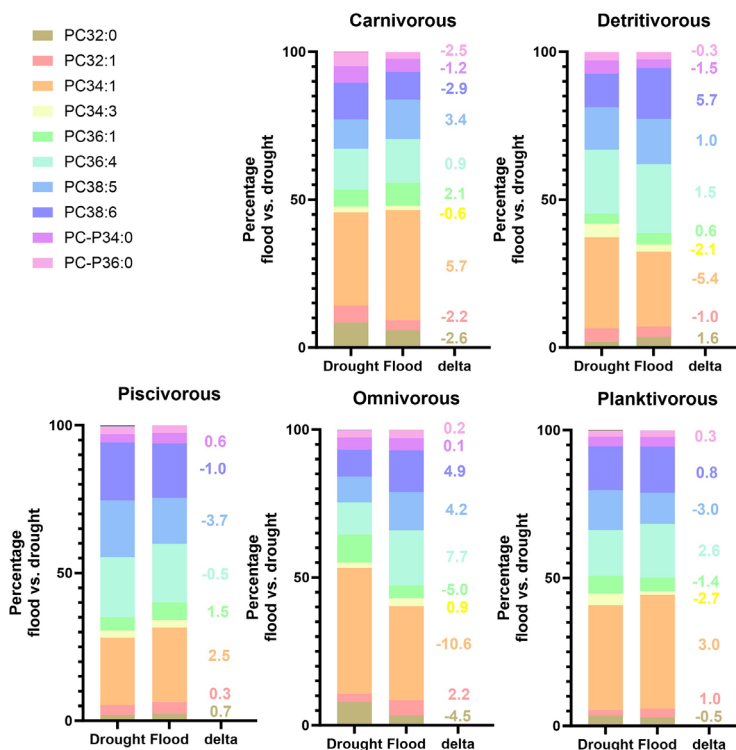 PC32:0
PC32:1
PC34:1
PC34:3
PC36:1
PC36:4
PC38:5
PC38:6
PC-P34:0
PC-P36:0
Carnivorous
Percentage
flood vs. drought
100
50
0
-2.5
-1.2
-2.9
3.4
0.9
2.1
-0.6
5.7
-2.2
-2.6
Drought Flood delta
Detritivorous
Percentage
flood vs. drought
100
50
0
-0.3
-1.5
5.7
1.0
1.5
0.6
-2.1
-5.4
-1.0
1.6
Drought Flood delta
Piscivorous
Percentage
flood vs. drought
100
50
0
0.6
-1.0
-3.7
-0.5
1.5
2.5
0.3
0.7
Drought Flood delta
Omnivorous
Percentage
flood vs. drought
100
50
0
0.2
0.1
4.9
4.2
7.7
-5.0
0.9
-10.6
2.2
-4.5
Drought Flood delta
Planktivorous
Percentage
flood vs. drought
100
50
0
0.3
0.8
-3.0
2.6
-1.4
-2.7
3.0
1.0
-0.5
Drought Flood delta